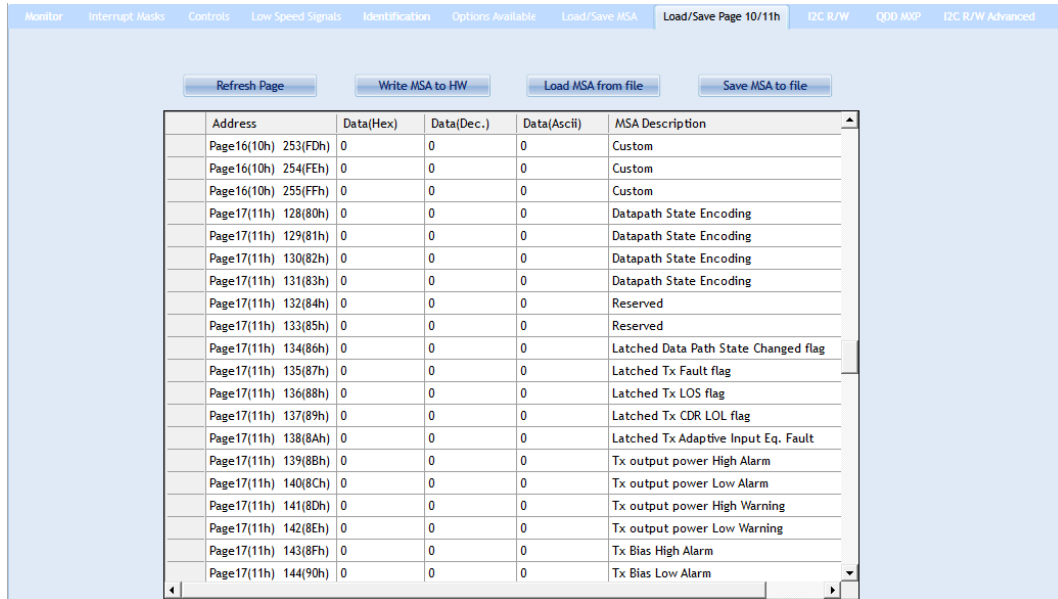 Monitor Interrupt Masks Controls Low Speed Signals Identification Options Available Load/Save MSA Load/Save Page 10/11h I2C R/W QDD MXP I2C R/W Advanced
Refresh Page Write MSA to HW Load MSA from file Save MSA to file
Address Data(Hex) Data(Dec.) Data(Ascii) MSA Description
Page16(10h) 253(FDh) 0 0 0 Custom
Page16(10h) 254(FEh) 0 0 0 Custom
Page16(10h) 255(FFh) 0 0 0 Custom
Page17(11h) 128(80h) 0 0 0 Datapath State Encoding
Page17(11h) 129(81h) 0 0 0 Datapath State Encoding
Page17(11h) 130(82h) 0 0 0 Datapath State Encoding
Page17(11h) 131(83h) 0 0 0 Datapath State Encoding
Page17(11h) 132(84h) 0 0 0 Reserved
Page17(11h) 133(85h) 0 0 0 Reserved
Page17(11h) 134(86h) 0 0 0 Latched Data Path State Changed flag
Page17(11h) 135(87h) 0 0 0 Latched Tx Fault flag
Page17(11h) 136(88h) 0 0 0 Latched Tx LOS flag
Page17(11h) 137(89h) 0 0 0 Latched Tx CDR LOL flag
Page17(11h) 138(8Ah) 0 0 0 Latched Tx Adaptive Input Eq. Fault
Page17(11h) 139(8Bh) 0 0 0 Tx output power High Alarm
Page17(11h) 140(8Ch) 0 0 0 Tx output power Low Alarm
Page17(11h) 141(8Dh) 0 0 0 Tx output power High Warning
Page17(11h) 142(8Eh) 0 0 0 Tx output power Low Warning
Page17(11h) 143(8Fh) 0 0 0 Tx Bias High Alarm
Page17(11h) 144(90h) 0 0 0 Tx Bias Low Alarm